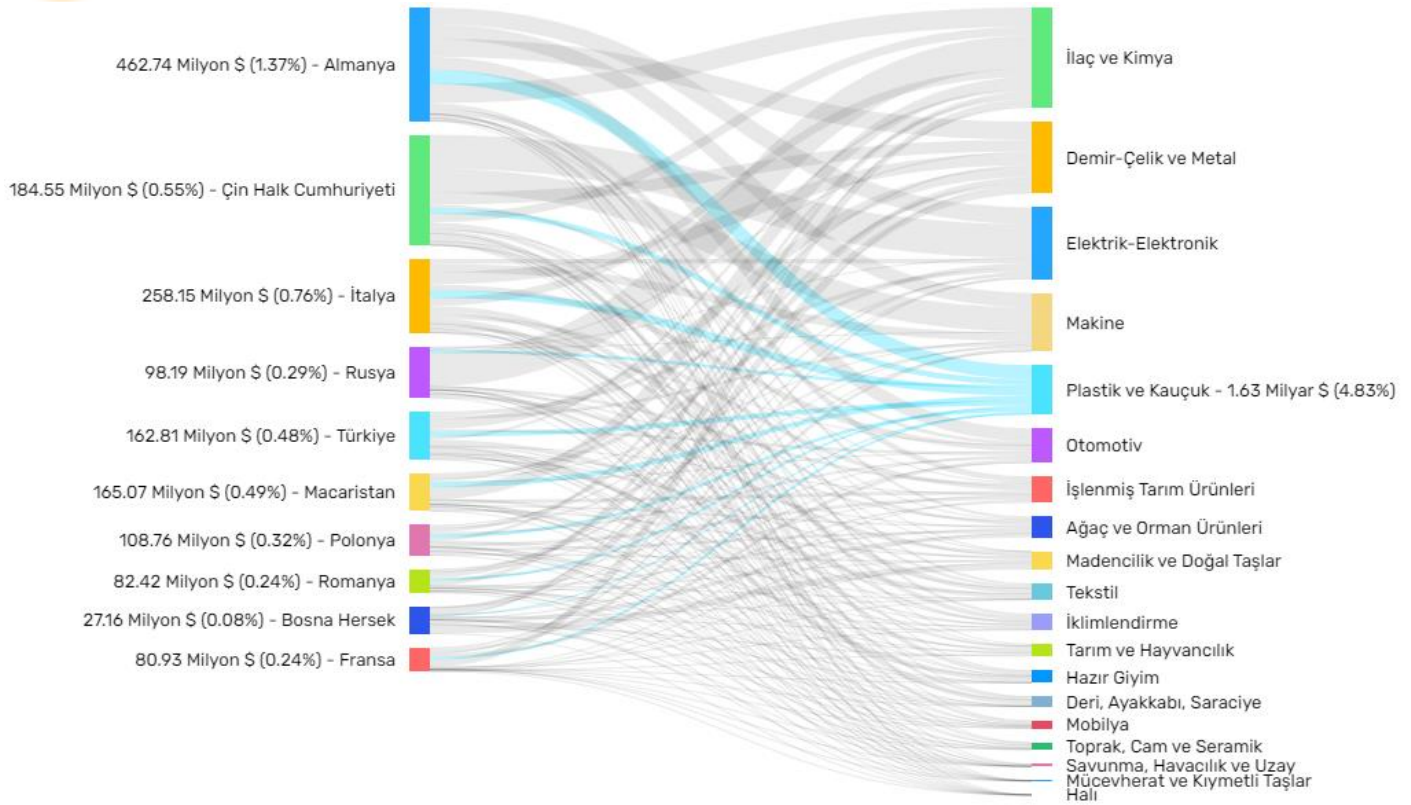 462.74 Milyon $ (1.37%) - Almanya
184.55 Milyon $ (0.55%) - Çin Halk Cumhuriyeti
258.15 Milyon $ (0.76%) - İtalya
98.19 Milyon $ (0.29%) - Rusya
162.81 Milyon $ (0.48%) - Türkiye
165.07 Milyon $ (0.49%) - Macaristan
108.76 Milyon $ (0.32%) - Polonya
82.42 Milyon $ (0.24%) - Romanya
27.16 Milyon $ (0.08%) - Bosna Hersek
80.93 Milyon $ (0.24%) - Fransa
İlaç ve Kimya
Demir-Çelik ve Metal
Elektrik-Elektronik
Makine
Plastik ve Kauçuk - 1.63 Milyar $ (4.83%)
Otomotiv
İşlenmiş Tarım Ürünleri
Ağaç ve Orman Ürünleri
Madencilik ve Doğal Taşlar
Tekstil
İklimlendirme
Tarım ve Hayvancılık
Hazır Giyim
Deri, Ayakkabı, Saraciye
Mobilya
Toprak, Cam ve Seramik
Savunma, Havacılık ve Uzay
Mücevherat ve Kıymetli Taşlar
Halı